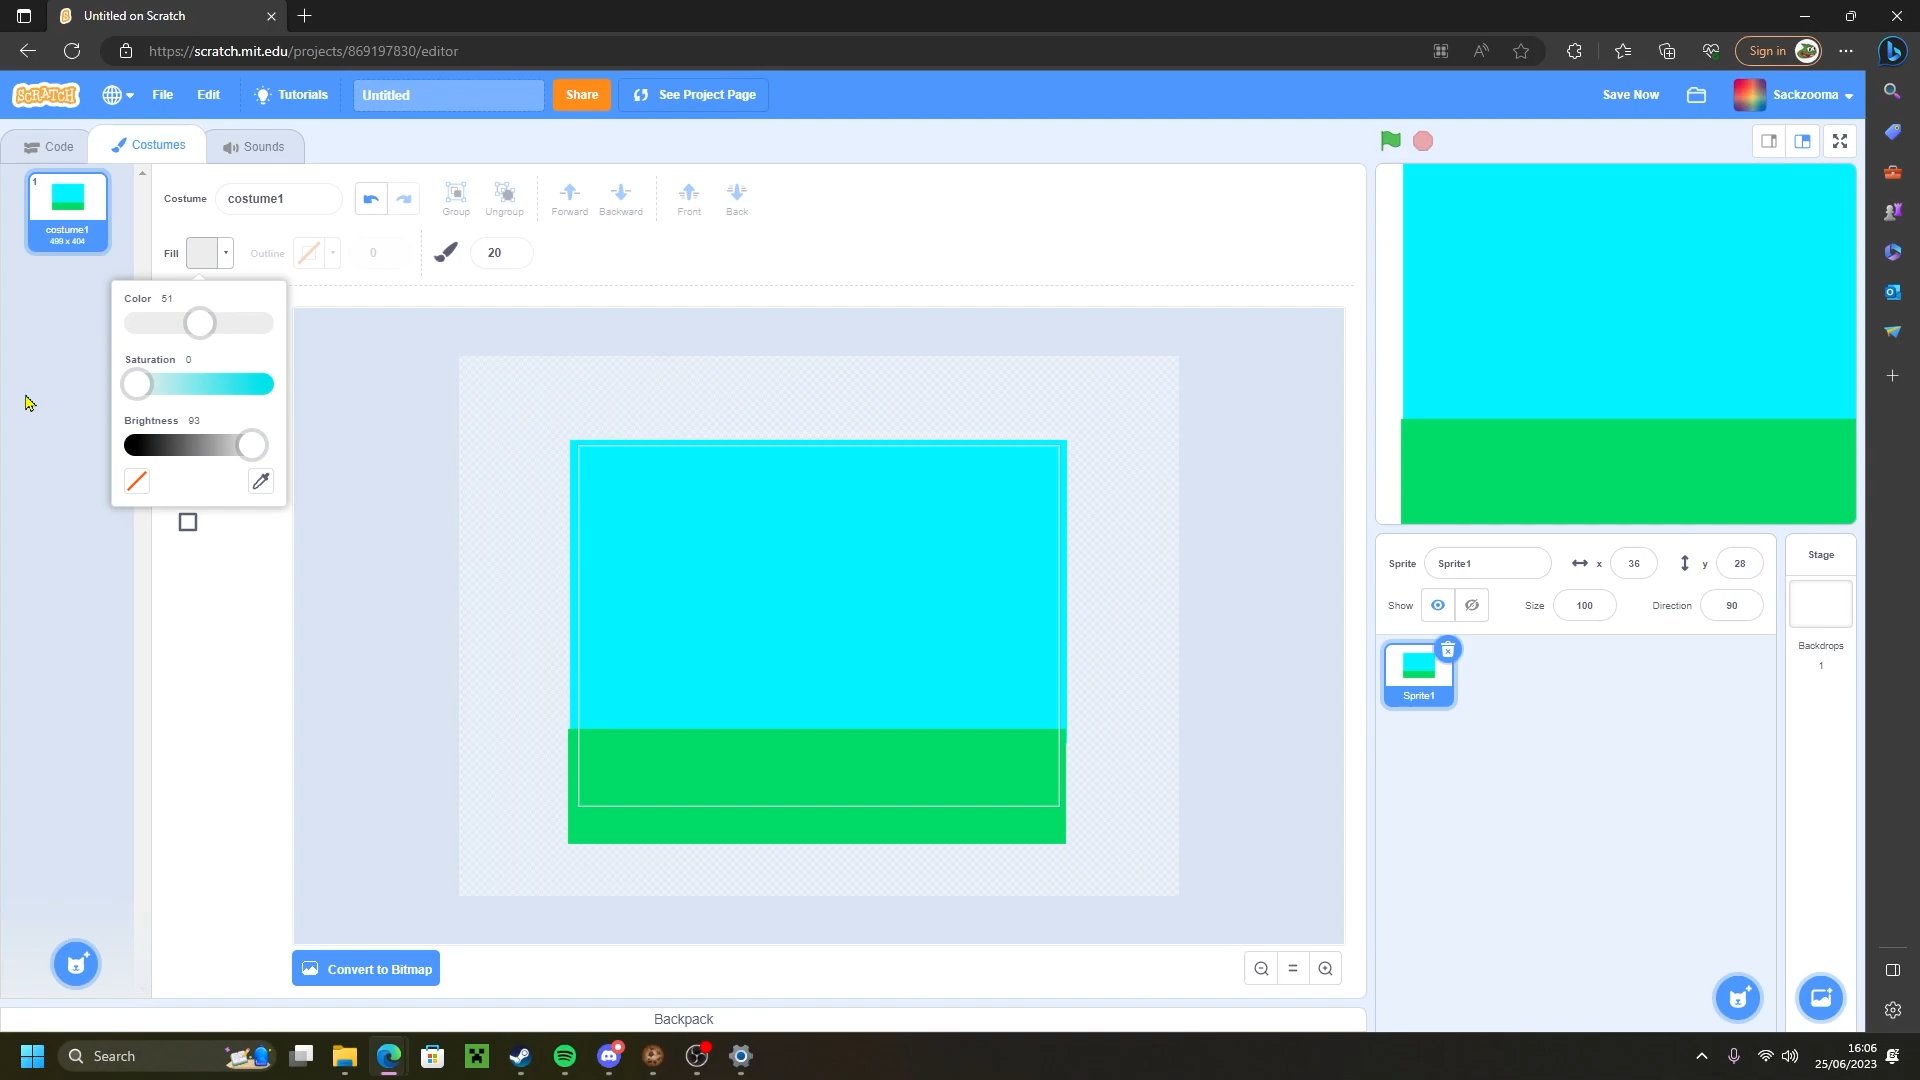 Untitled on Scratch
https://scratch.mit.edu/projects/869197830/editor
Sign in
SCRATCH
File
Edit
Tutorials
Untitled
Share
See Project Page
Save Now
Sackzooma
Code
Costumes
Sounds
1
costume1
499 x 404
Costume
costume1
Group
Ungroup
Forward
Backward
Front
Back
Fill
Outline
0
20
Color 51
Saturation 0
Brightness 93
Convert to Bitmap
Backpack
Sprite
Sprite1
x
36
y
28
Show
Size
100
Direction
90
Sprite1
Stage
Backdrops
1
Search
16:06
25/06/2023